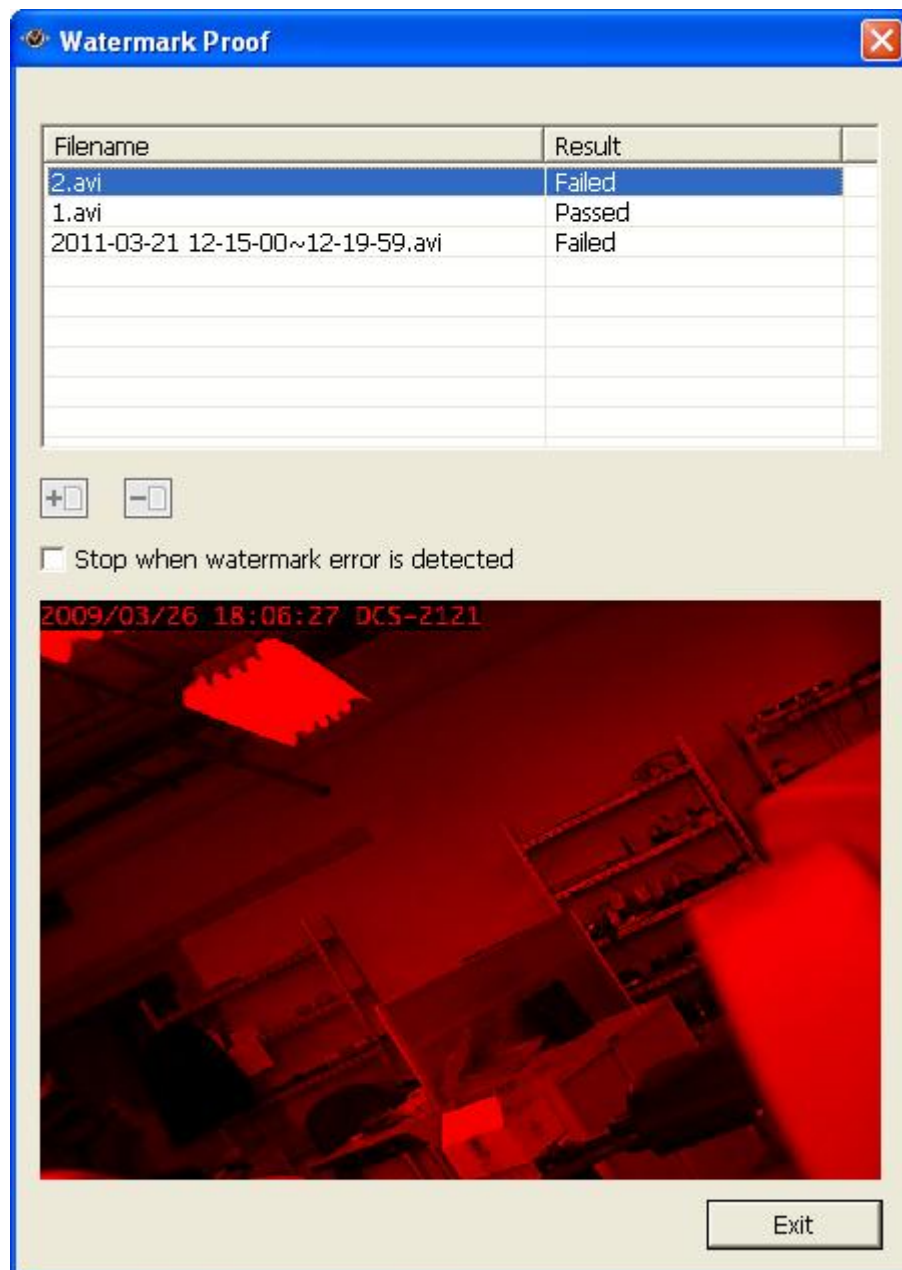 Watermark Proof
Filename Result
2.avi Failed
1.avi Passed
2011-03-21 12-15-00~12-19-59.avi Failed
Stop when watermark error is detected
2009/03/26 18:06:27 DCS-2121
Exit